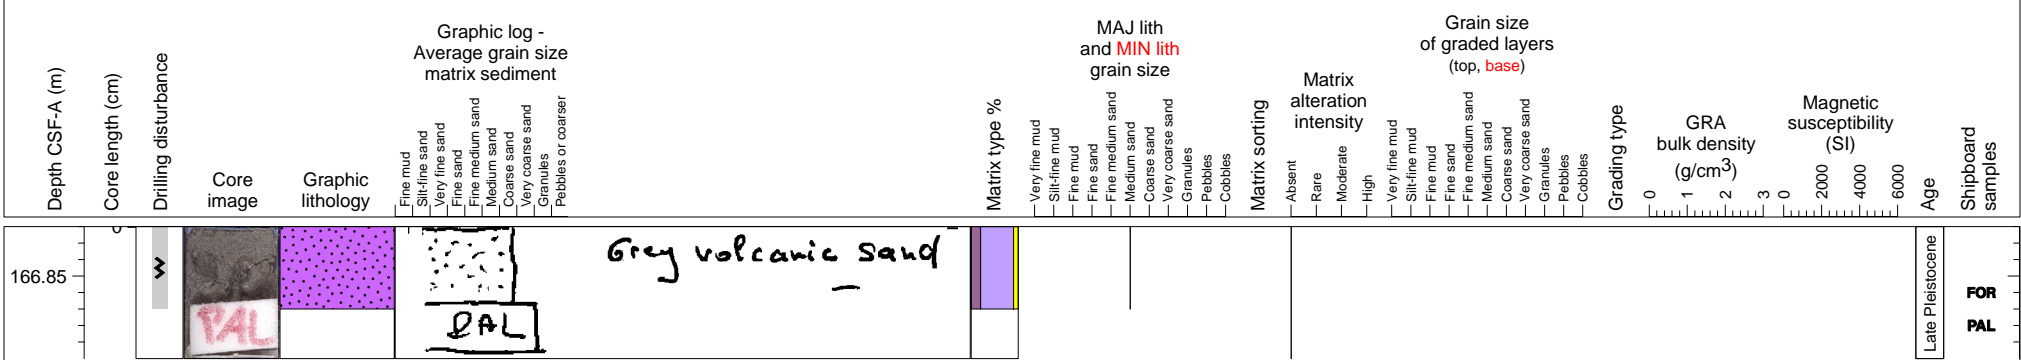 Depth CSF-A (m)
Core length (cm)
Drilling disturbance
Core
image
Graphic
lithology
Graphic log -
Average grain size
matrix sediment
Fine mud
Silt-fine sand
Very fine sand
Fine sand
Fine medium sand
Medium sand
Coarse sand
Very coarse sand
Granules
Pebbles or coarser
Matrix type %
MAJ lith
and MIN lith
grain size
Very fine mud
Silt-fine mud
Fine mud
Fine sand
Fine medium sand
Medium sand
Coarse sand
Very coarse sand
Granules
Pebbles
Cobbles
Matrix sorting
Matrix
alteration
intensity
Absent
Rare
Moderate
High
Grain size
of graded layers
(top, base)
Very fine mud
Silt-fine mud
Fine mud
Fine sand
Fine medium sand
Medium sand
Coarse sand
Very coarse sand
Granules
Pebbles
Cobbles
Grading type
GRA
bulk density
(g/cm3)
0 1 2 3
Magnetic
susceptibility
(SI)
0 2000 4000 6000
Age
Shipboard
samples
0
166.85
PAL
Grey volcanic sand
PAL
Late Pleistocene
FOR
PAL